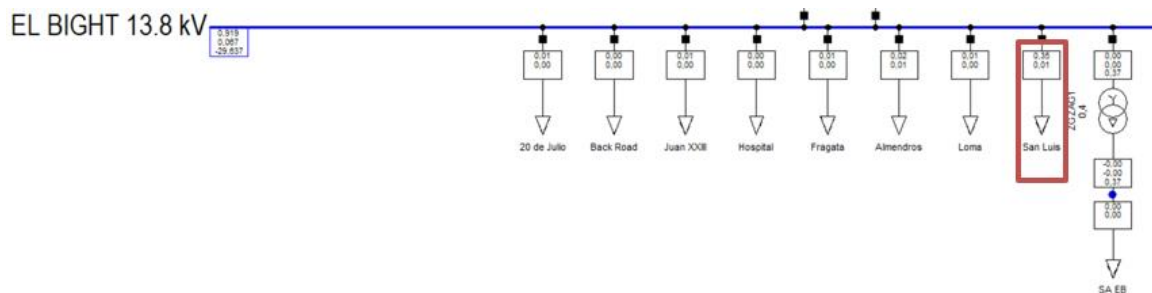 EL BIGHT 13.8 kV
0,919
0,067
-29,637
0,01
0,00
20 de Julio
0,00
0,00
Back Road
0,01
0,00
Juan XXIII
0,00
0,00
Hospital
0,01
0,00
Fragata
0,02
0,01
Almendros
0,01
0,00
Loma
0,35
0,01
San Luis
ZGZAG1
0,4
0,00
0,00
0,37
Y
-0,00
-0,00
0,37
0,00
0,00
SA EB